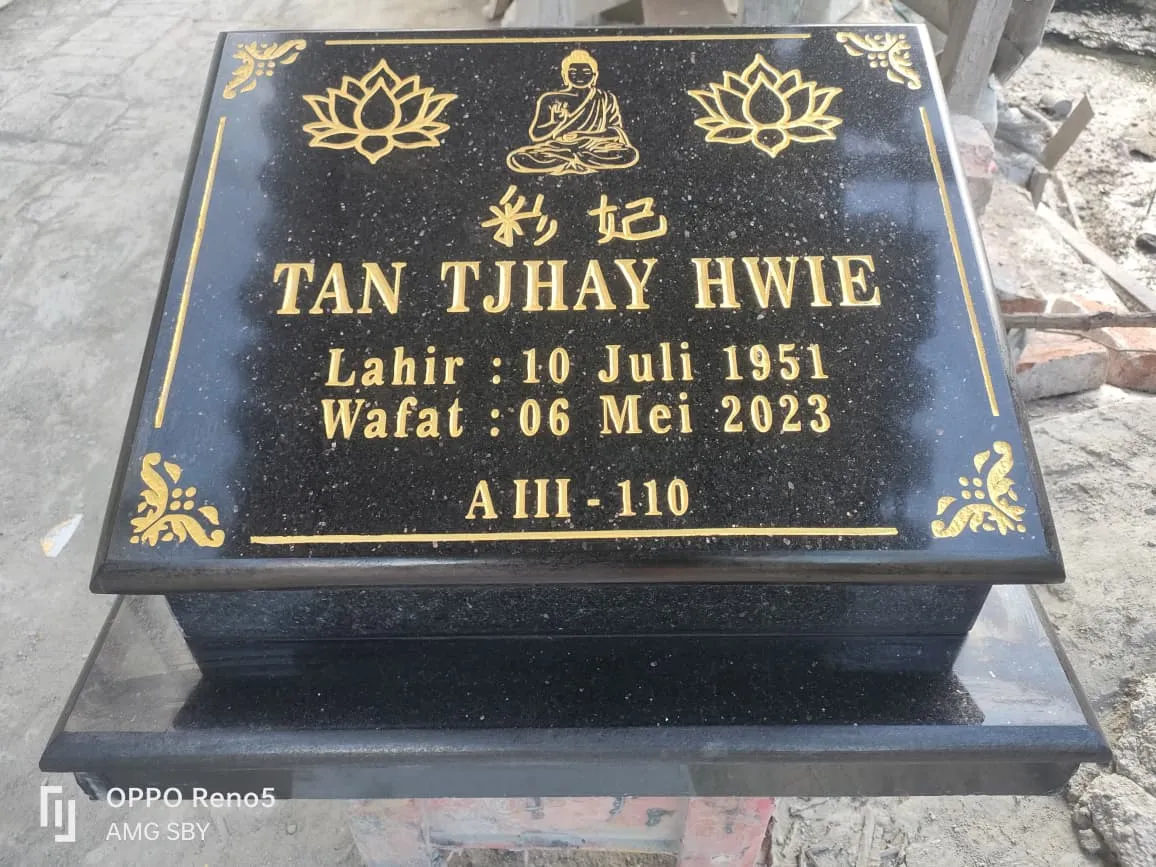 彩妃
TAN TJHAY HWIE
Lahir : 10 Juli 1951
Wafat : 06 Mei 2023
A III - 110
OPPO Reno5
AMG SBY